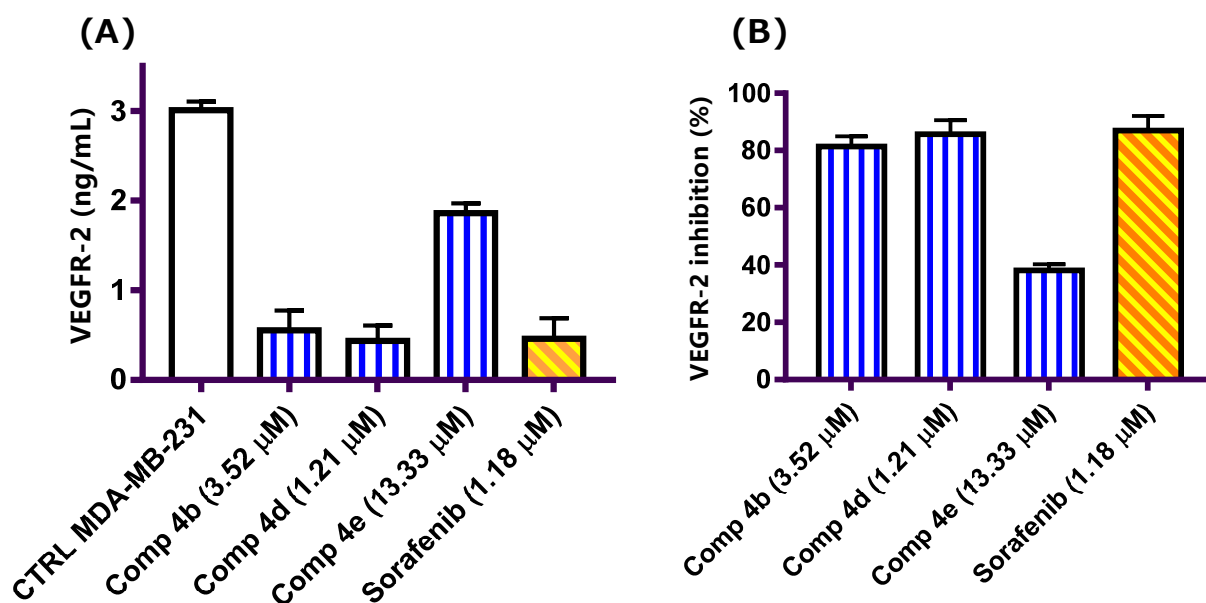 (A)
VEGFR-2 (ng/mL)
3
2
1
0
CTRL MDA-MB-231
Comp 4b (3.52 μM)
Comp 4d (1.21 μM)
Comp 4e (13.33 μM)
Sorafenib (1.18 μM)
(B)
VEGFR-2 inhibition (%)
100
80
60
40
20
0
Comp 4b (3.52 μM)
Comp 4d (1.21 μM)
Comp 4e (13.33 μM)
Sorafenib (1.18 μM)